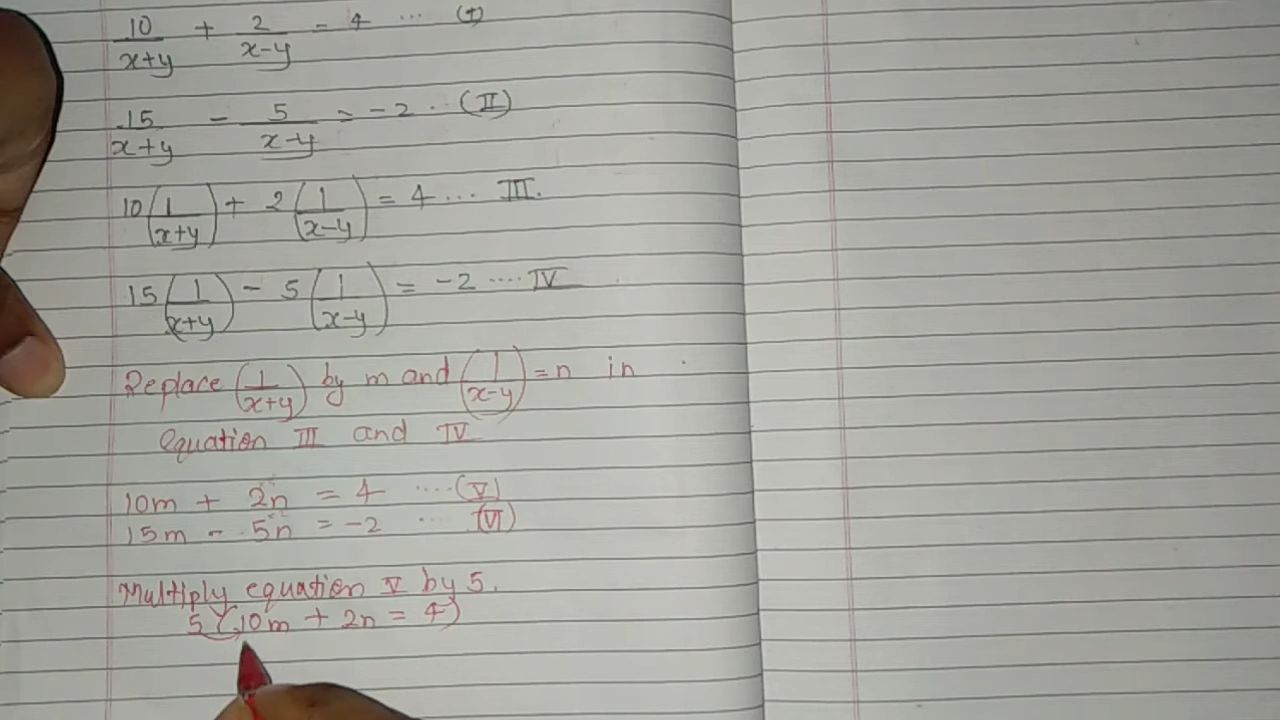 10/(x+y) + 2/(x-y) = 4 ... (I)
15/(x+y) - 5/(x-y) = -2 .. (II)
10(1/(x+y)) + 2(1/(x-y)) = 4 ... III.
15(1/(x+y)) - 5(1/(x-y)) = -2 .... IV
Replace (1/(x+y)) by m and (1/(x-y)) = n in
equation III and IV
10m + 2n = 4 ....(V)
15m - 5n = -2 ... (VI)
Multiply equation V by 5.
5(10m + 2n = 4)